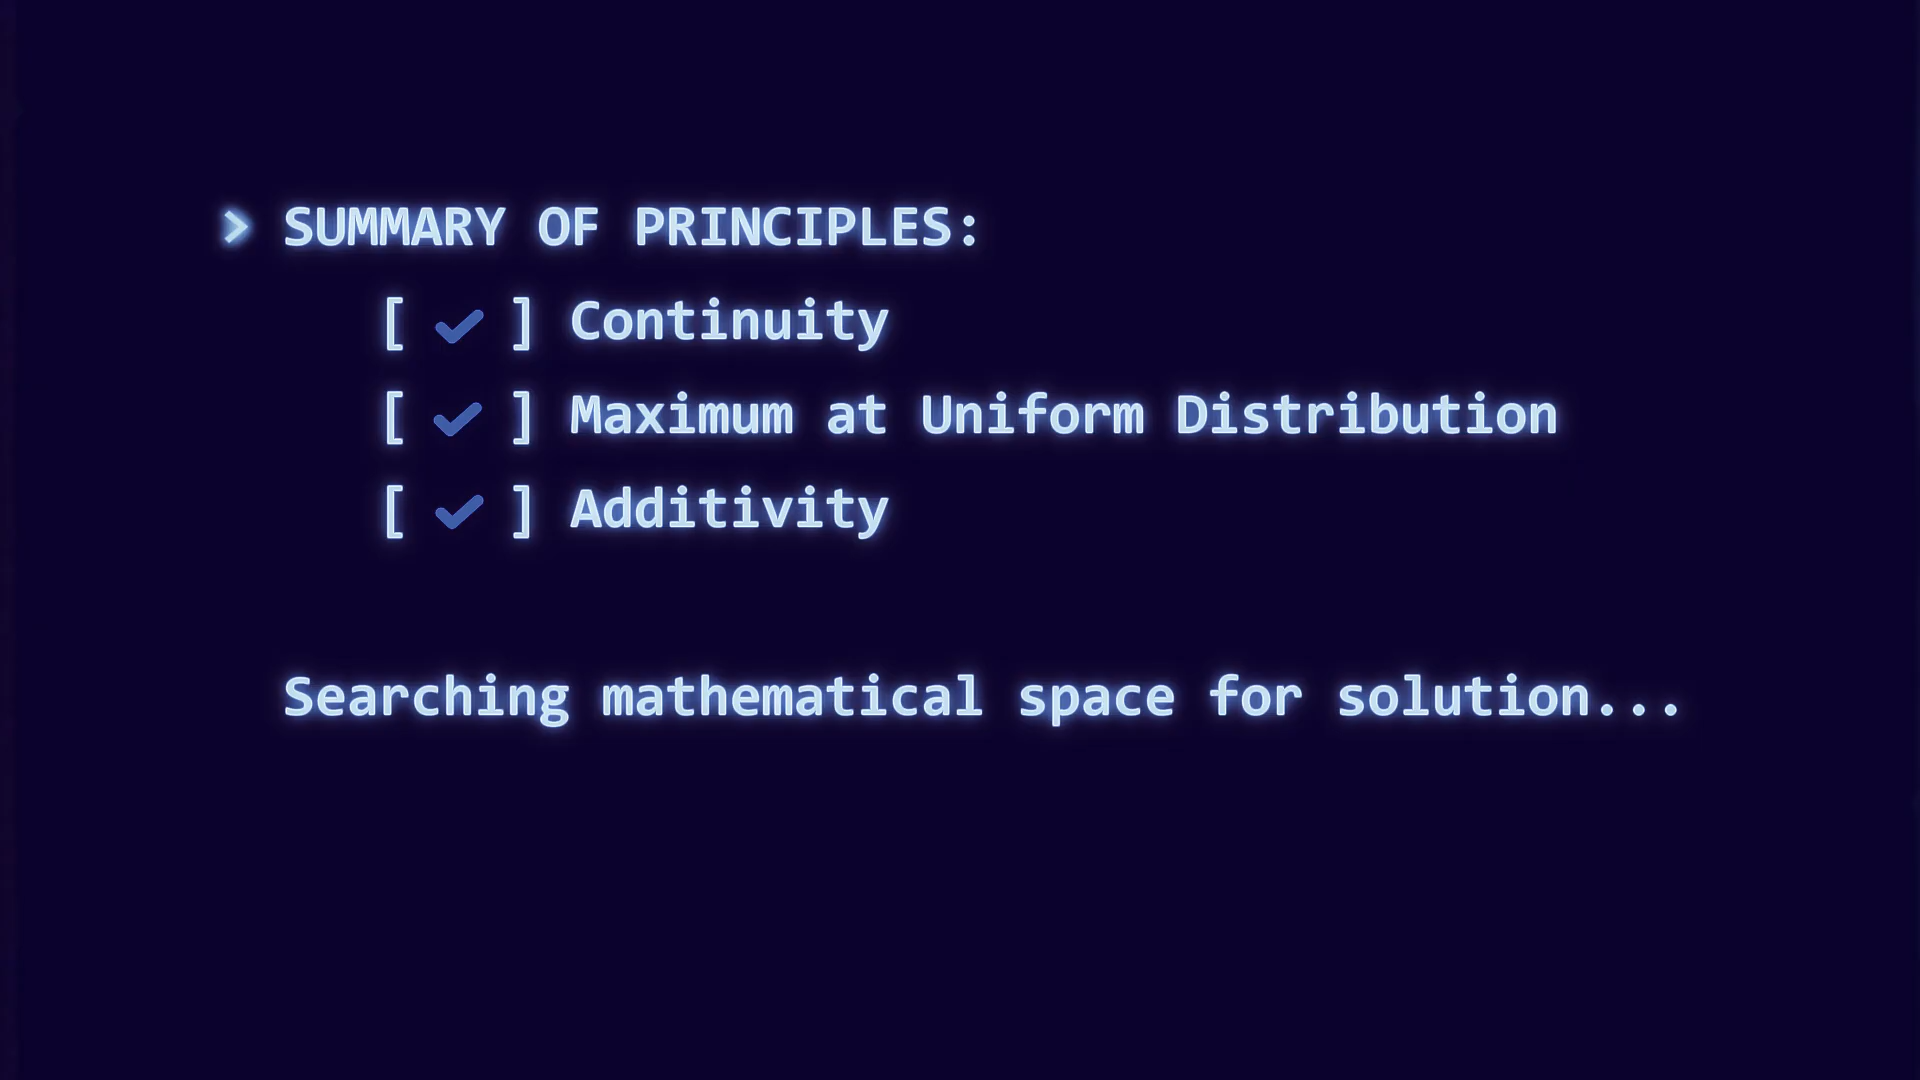 > SUMMARY OF PRINCIPLES:
[ ✓ ] Continuity
[ ✓ ] Maximum at Uniform Distribution
[ ✓ ] Additivity
Searching mathematical space for solution...